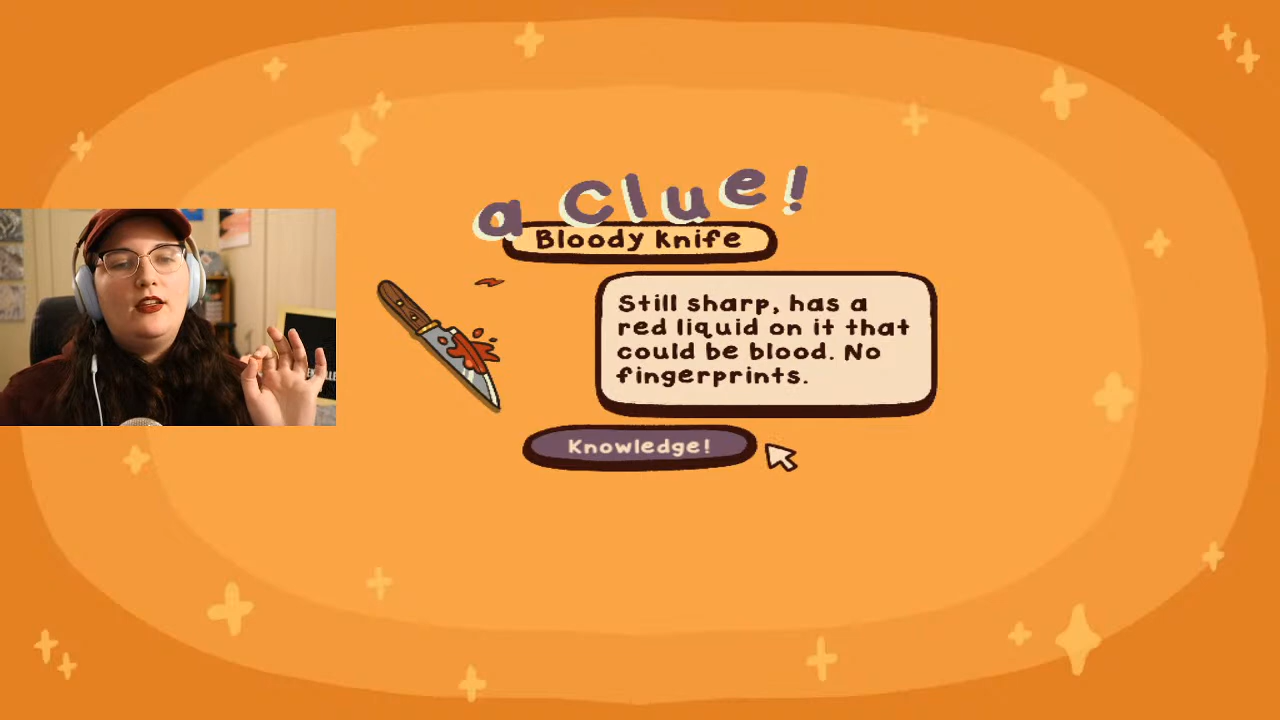 a Clue!
Bloody Knife
Still sharp, has a
red liquid on it that
could be blood. No
fingerprints.
Knowledge!